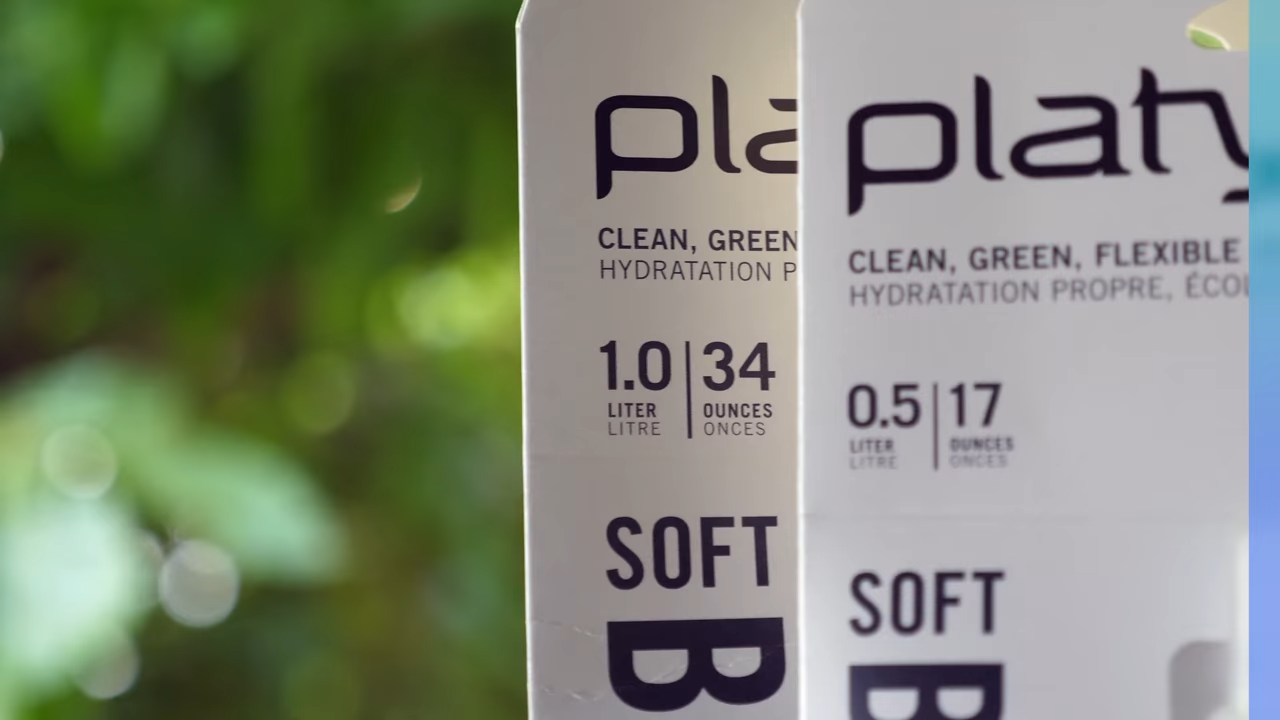 pla
CLEAN, GREEN
HYDRATATION P
1.0 34
LITER OUNCES
LITRE ONCES
SOFT
B
platy
CLEAN, GREEN, FLEXIBLE
HYDRATATION PROPRE, ÉCOL
0.5 17
LITER OUNCES
LITRE ONCES
SOFT
B